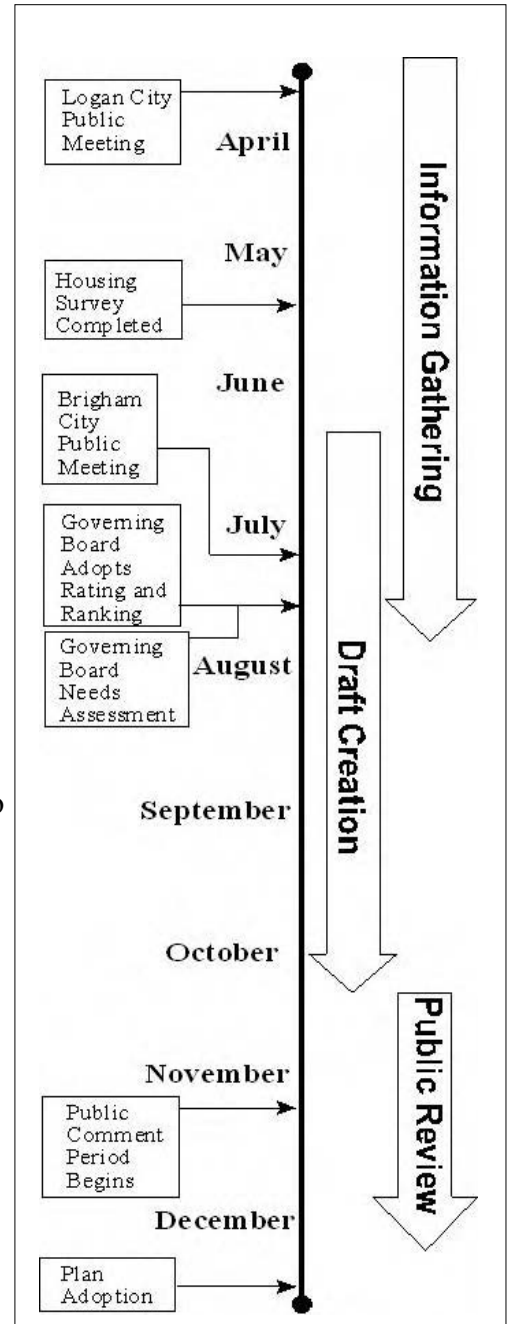 Logan City
Public
Meeting
April
May
Housing
Survey
Completed
June
Brigham
City
Public
Meeting
July
Governing
Board
Adopts
Rating and
Ranking
August
Governing
Board
Needs
Assessment
September
October
November
Public
Comment
Period
Begins
December
Plan
Adoption
Information Gathering
Draft Creation
Public Review